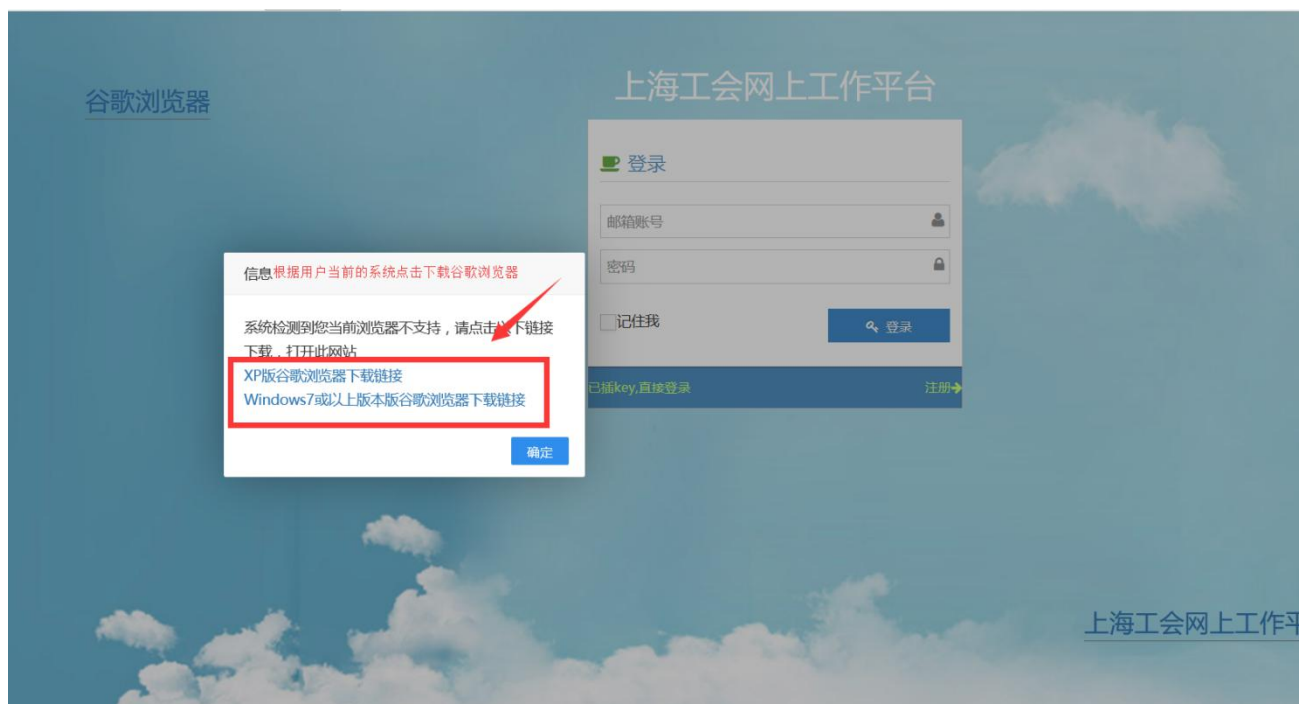 谷歌浏览器
上海工会网上工作平台
登录
邮箱账号
密码
记住我
登录
已插key,直接登录
注册
信息根据用户当前的系统点击下载谷歌浏览器
系统检测到您当前浏览器不支持，请点击以下链接
下载，打开此网站
XP版谷歌浏览器下载链接
Windows7或以上版本版谷歌浏览器下载链接
确定
上海工会网上工作平